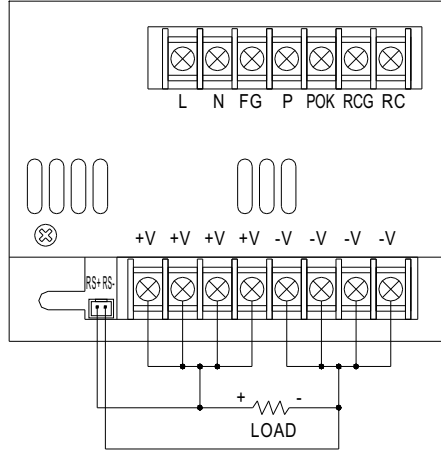 L N FG P POK RCG RC
+V +V +V +V -V -V -V -V
RS+ RS-
+ -
LOAD